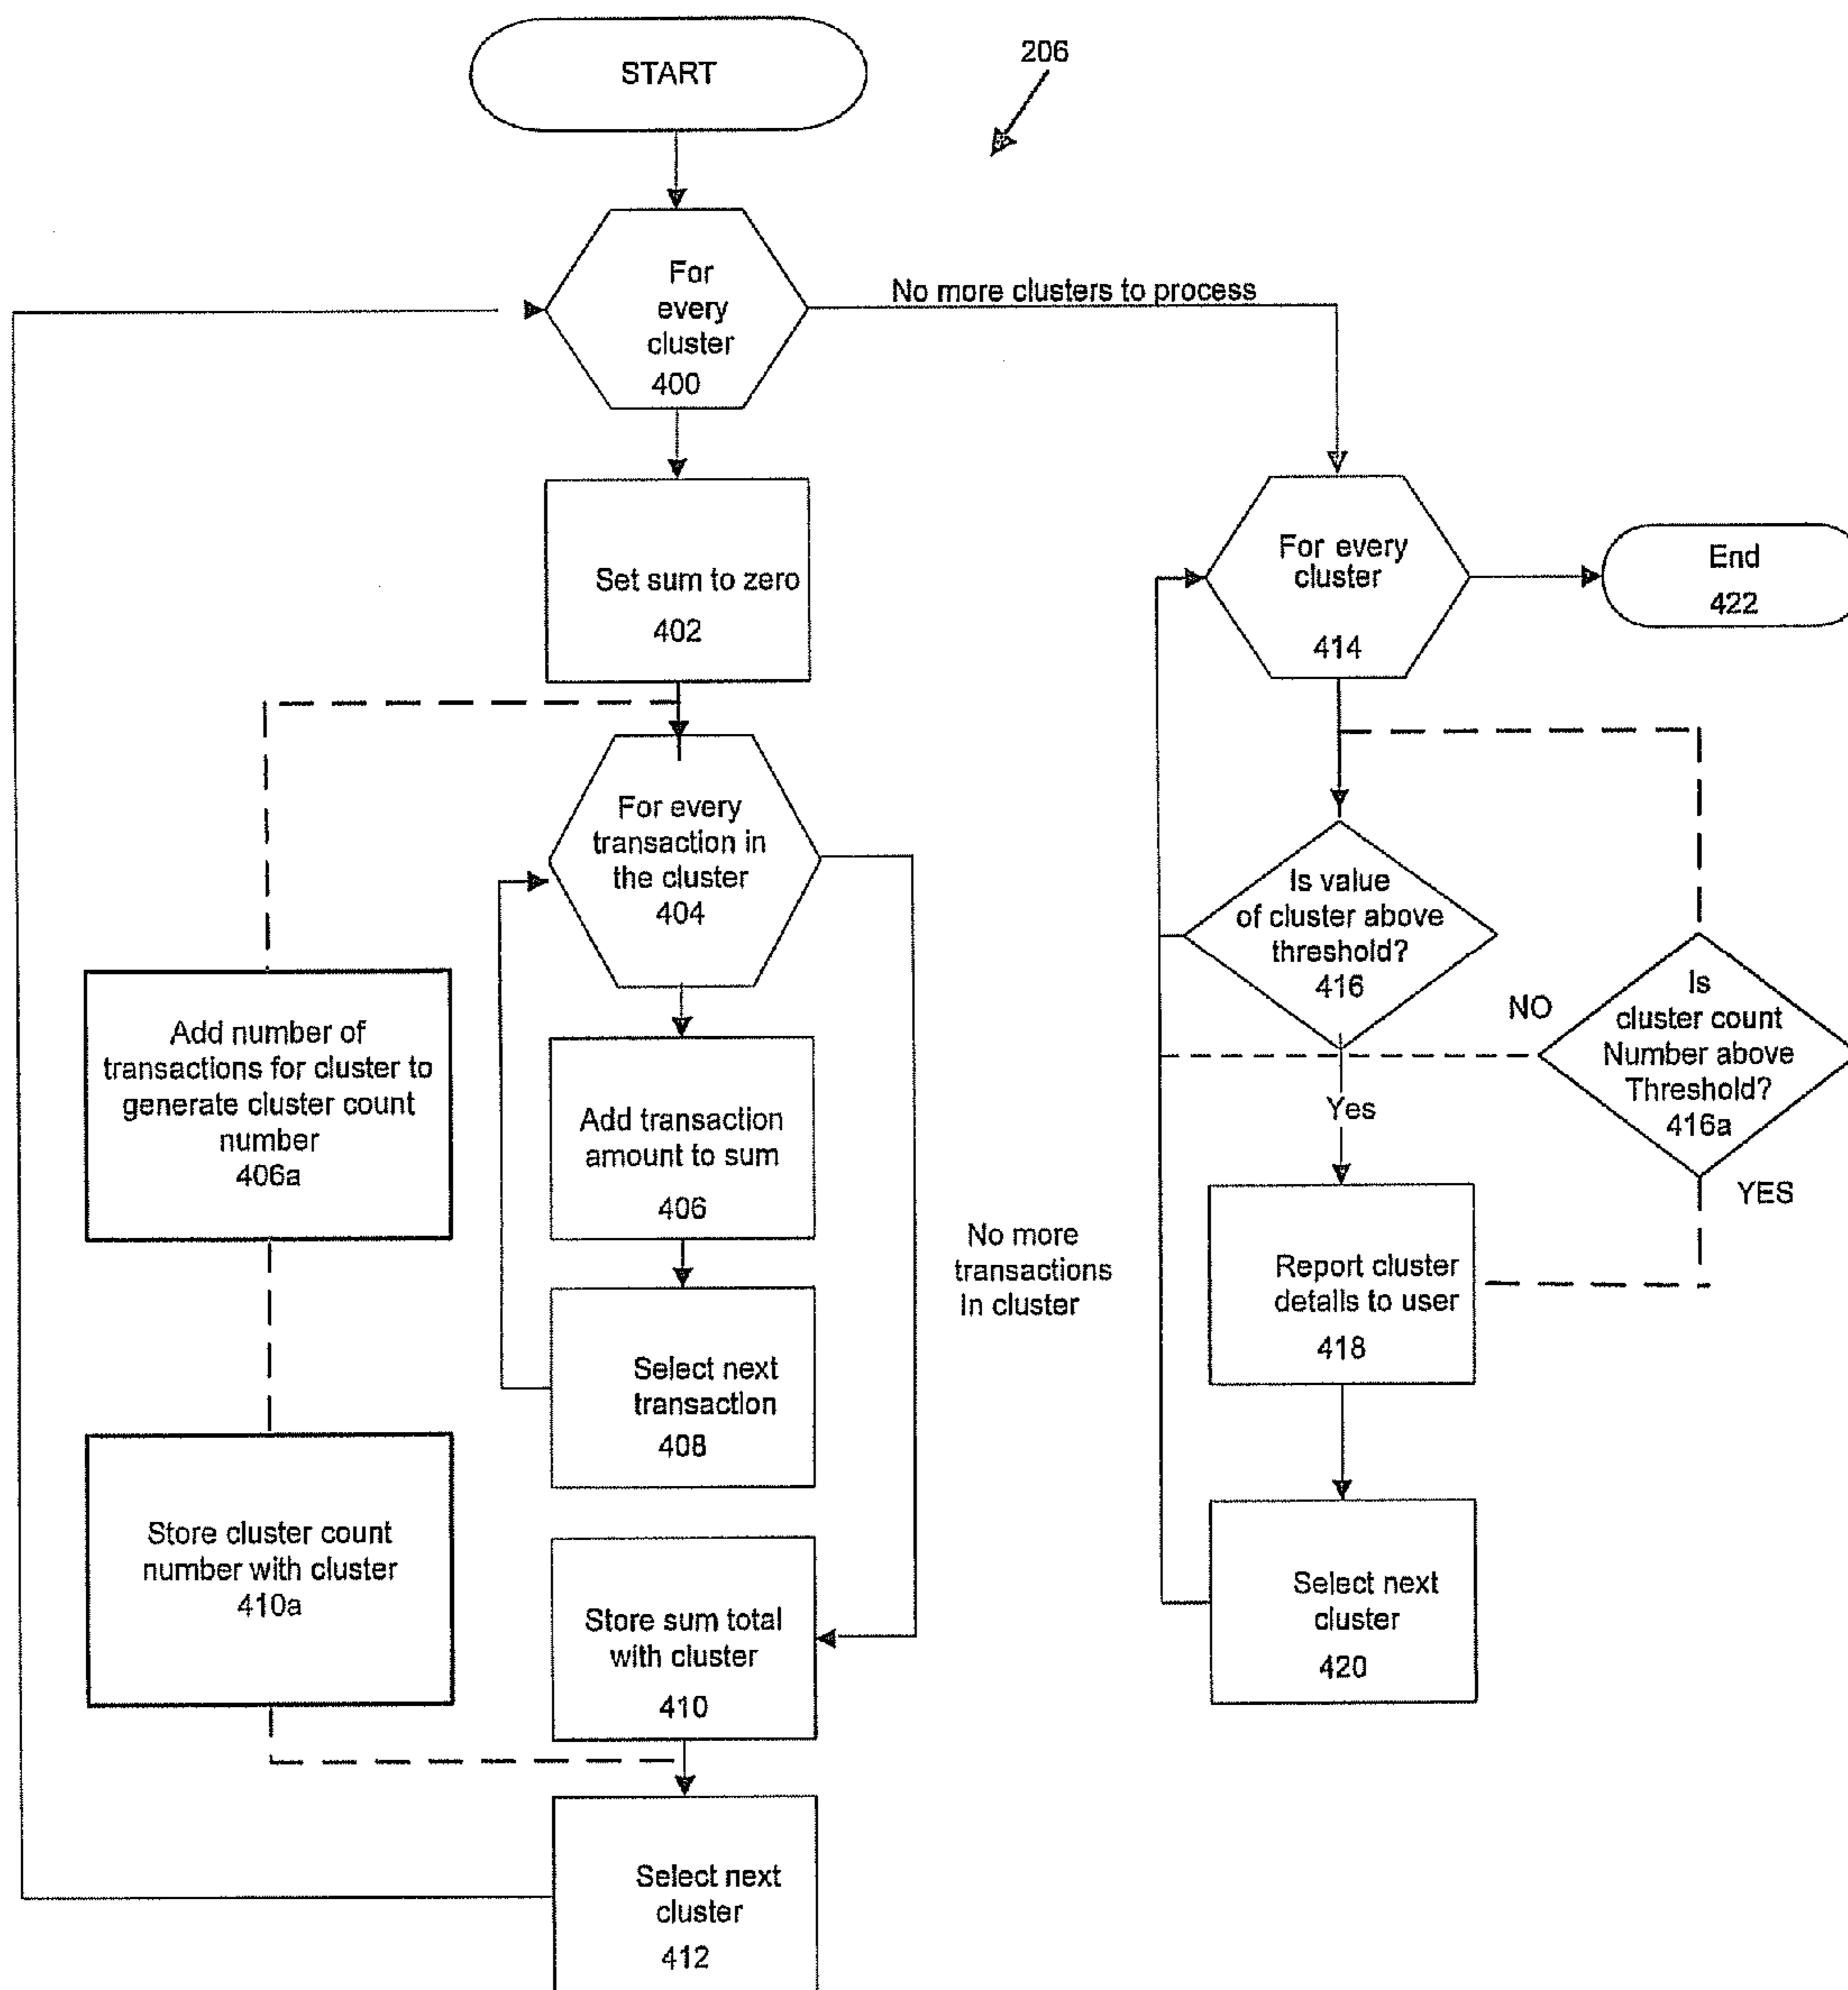 START
206
For
every
cluster
400
No more clusters to process
Set sum to zero
402
For every
cluster
414
End
422
For every
transaction in
the cluster
404
Is value
of cluster above
threshold?
416
Add number of
transactions for cluster to
generate cluster count
number
406a
NO
Is
cluster count
Number above
Threshold?
416a
Add transaction
amount to sum
406
Yes
YES
No more
transactions
In cluster
Report cluster
details to user
418
Select next
transaction
408
Store cluster count
number with cluster
410a
Store sum total
with cluster
410
Select next
cluster
420
Select next
cluster
412